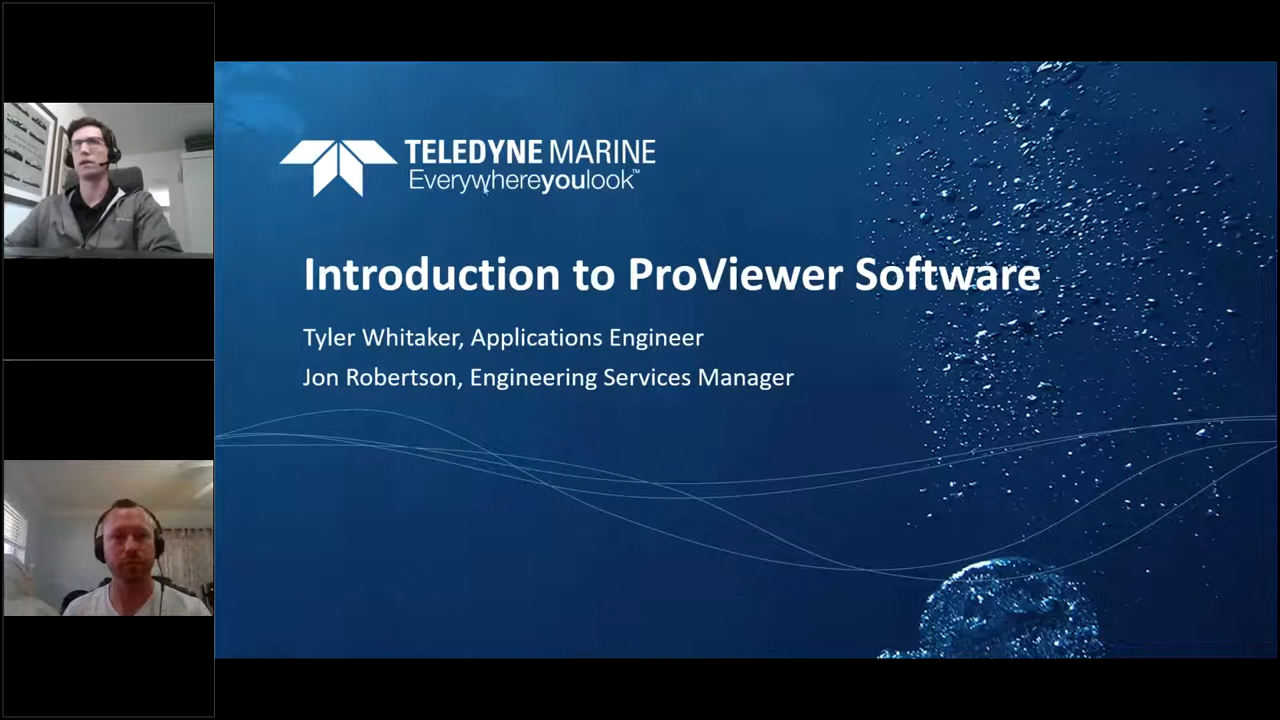 TELEDYNE MARINE
Everywhereyoulook™
Introduction to ProViewer Software
Tyler Whitaker, Applications Engineer
Jon Robertson, Engineering Services Manager